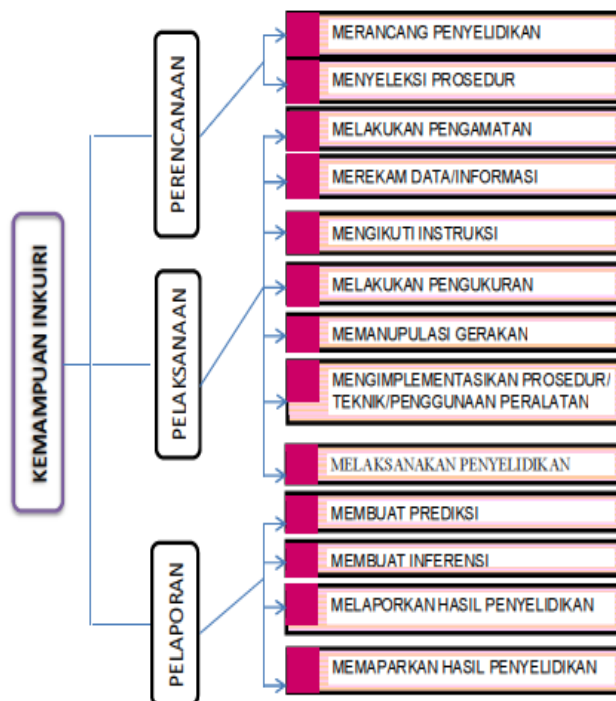 KEMAMPUAN INKUIRI
PERENCANAAN
MERANCANG PENYELIDIKAN
MENYELEKSI PROSEDUR
PELAKSANAAN
MELAKUKAN PENGAMATAN
MEREKAM DATA/INFORMASI
MENGIKUTI INSTRUKSI
MELAKUKAN PENGUKURAN
MEMANUPULASI GERAKAN
MENGIMPLEMENTASIKAN PROSEDUR/
TEKNIK/PENGGUNAAN PERALATAN
MELAKSANAKAN PENYELIDIKAN
PELAPORAN
MEMBUAT PREDIKSI
MEMBUAT INFERENSI
MELAPORKAN HASIL PENYELIDIKAN
MEMAPARKAN HASIL PENYELIDIKAN